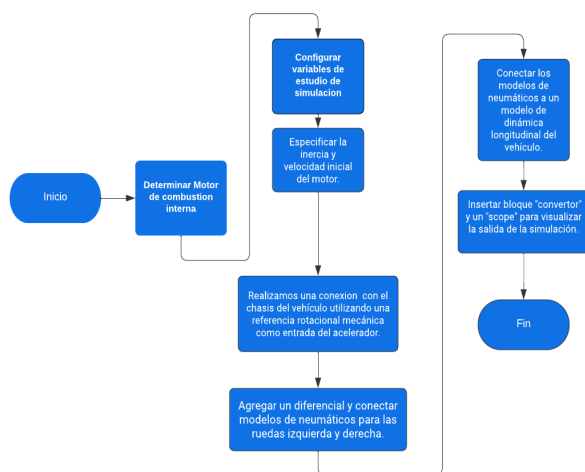 Inicio
Determinar Motor
de combustion
interna
Configurar
variables de
estudio de
simulacion
Especificar la
inercia y
velocidad inicial
del motor.
Realizamos una conexion con el
chasis del vehículo utilizando una
referencia rotacional mecánica
como entrada del acelerador.
Agregar un diferencial y conectar
modelos de neumáticos para las
ruedas izquierda y derecha.
Conectar los
modelos de
neumáticos a un
modelo de
dinámica
longitudinal del
vehículo.
Insertar bloque "convertor"
y un "scope" para visualizar
la salida de la simulación.
Fin